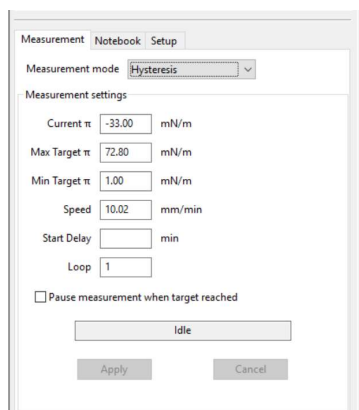 Measurement Notebook Setup
Measurement mode Hysteresis
Measurement settings
Current π -33.00 mN/m
Max Target π 72.80 mN/m
Min Target π 1.00 mN/m
Speed 10.02 mm/min
Start Delay min
Loop 1
Pause measurement when target reached
Idle
Apply Cancel